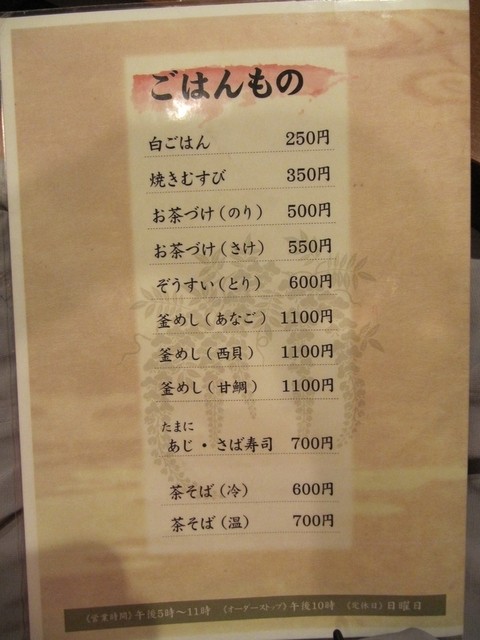 ごはんもの
白ごはん 250円
焼きむすび 350円
お茶づけ(のり) 500円
お茶づけ(さけ) 550円
ぞうすい(とり) 600円
釜めし(あなご) 1100円
釜めし(西貝) 1100円
釜めし(甘鯛) 1100円
たまに
あじ・さば寿司 700円
茶そば(冷) 600円
茶そば(温) 700円
《営業時間》午後5時〜11時 《オーダーストップ》午後10時 《定休日》日曜日